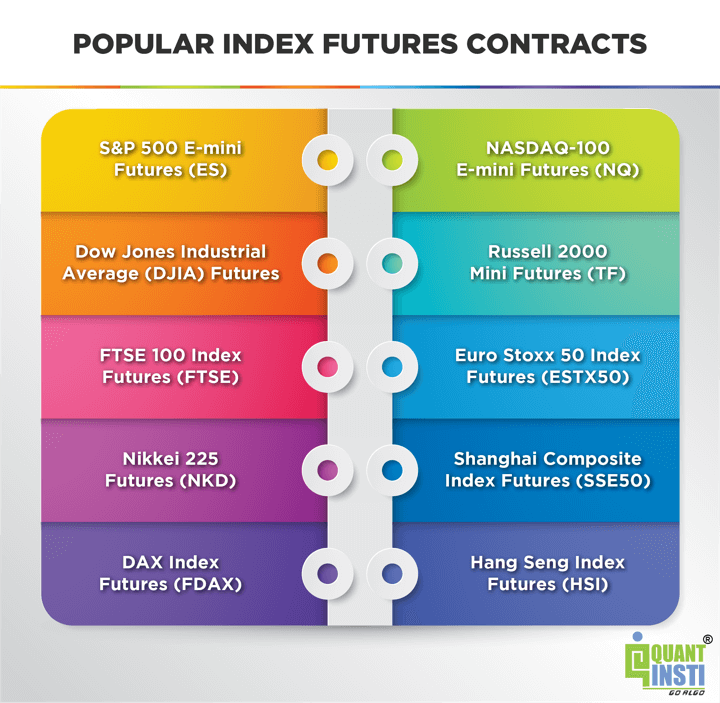 POPULAR INDEX FUTURES CONTRACTS
S&P 500 E-mini
Futures (ES)
NASDAQ-100
E-mini Futures (NQ)
Dow Jones Industrial
Average (DJIA) Futures
Russell 2000
Mini Futures (TF)
FTSE 100 Index
Futures (FTSE)
Euro Stoxx 50 Index
Futures (ESTX50)
Nikkei 225
Futures (NKD)
Shanghai Composite
Index Futures (SSE50)
DAX Index
Futures (FDAX)
Hang Seng Index
Futures (HSI)
QUANT ®
INSTI
GO ALGO